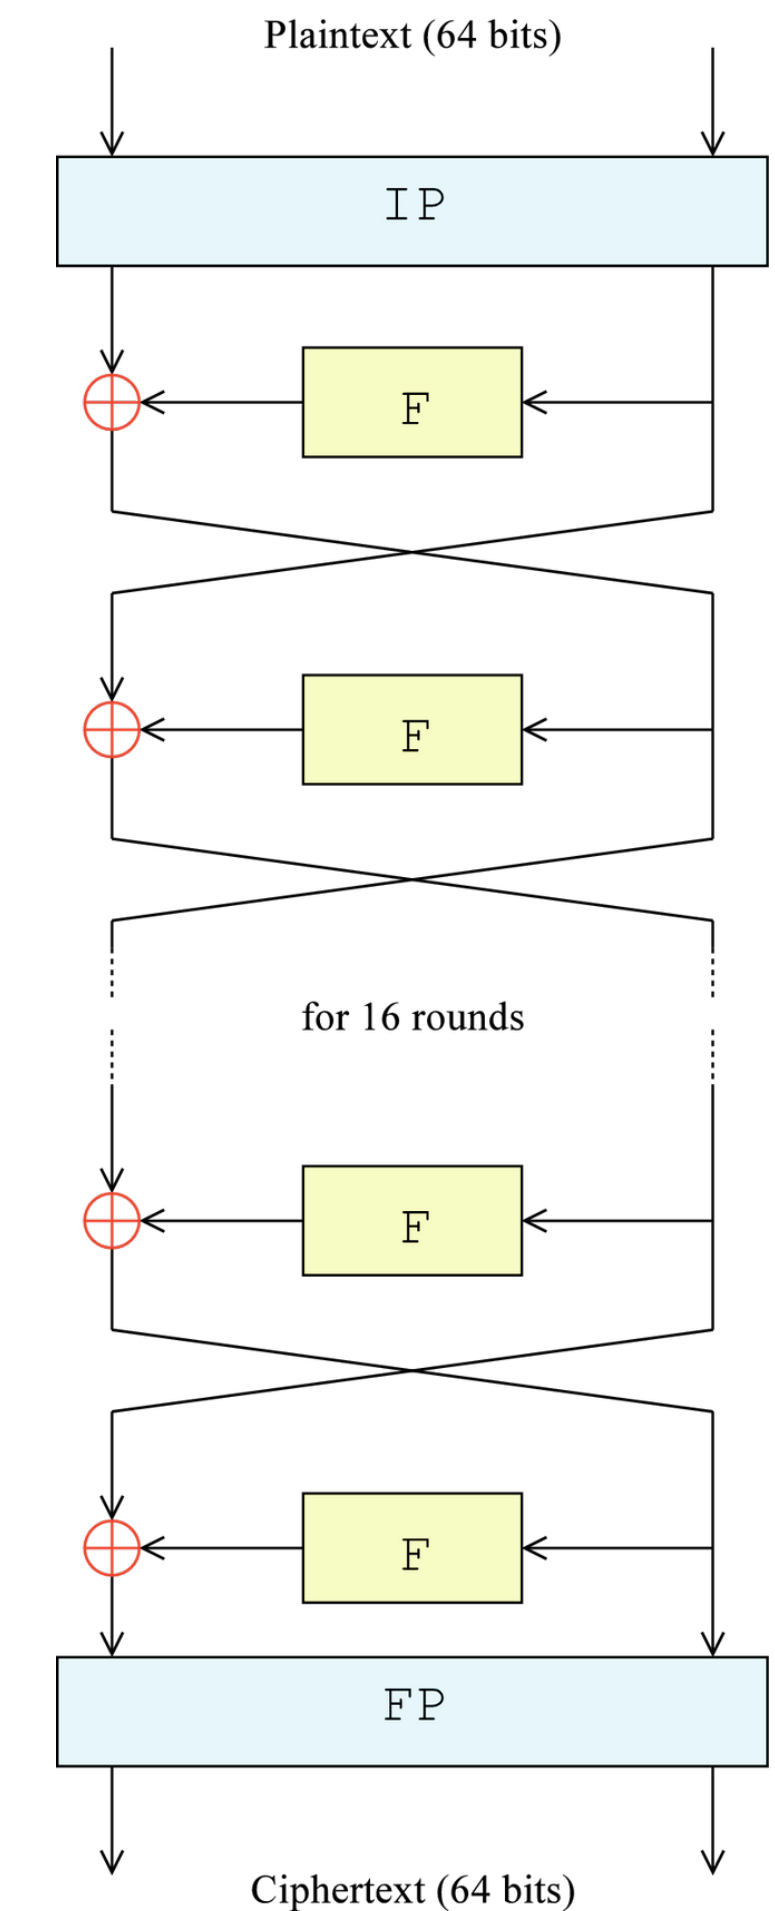 Plaintext (64 bits)
IP
F
F
for 16 rounds
F
F
FP
Ciphertext (64 bits)